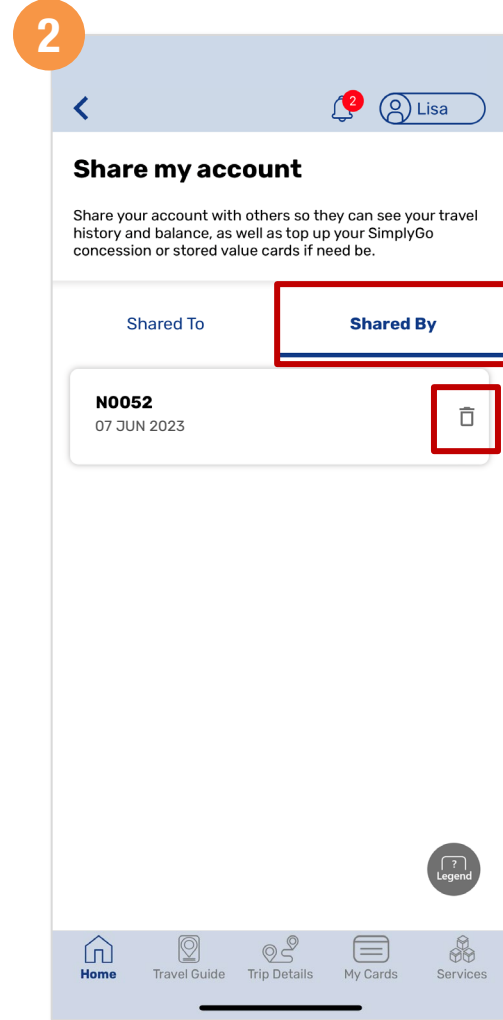 2
2
Lisa
Share my account
Share your account with others so they can see your travel
history and balance, as well as top up your SimplyGo
concession or stored value cards if need be.
Shared To
Shared By
N0052
07 JUN 2023
?
Legend
Home
Travel Guide
Trip Details
My Cards
Services